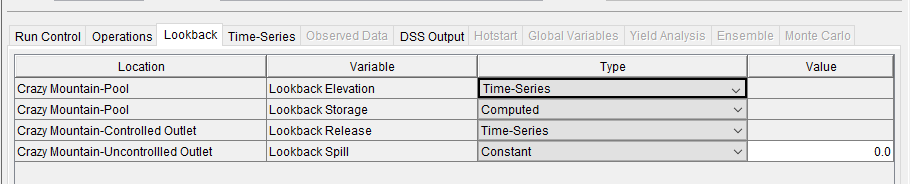 Run Control Operations Lookback Time-Series Observed Data DSS Output Hotstart Global Variables Yield Analysis Ensemble Monte Carlo
Location Variable Type Value
Crazy Mountain-Pool Lookback Elevation Time-Series
Crazy Mountain-Pool Lookback Storage Computed
Crazy Mountain-Controlled Outlet Lookback Release Time-Series
Crazy Mountain-Uncontrollled Outlet Lookback Spill Constant 0.0